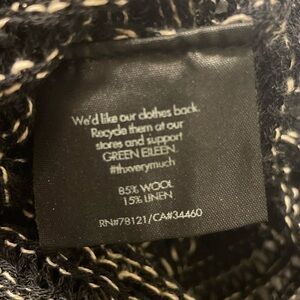 We'd like our clothes back.
Recycle them at our
stores and support
GREEN EILEEN.
#thxverymuch
85% WOOL
15% LINEN
RN#78121/CA#34460